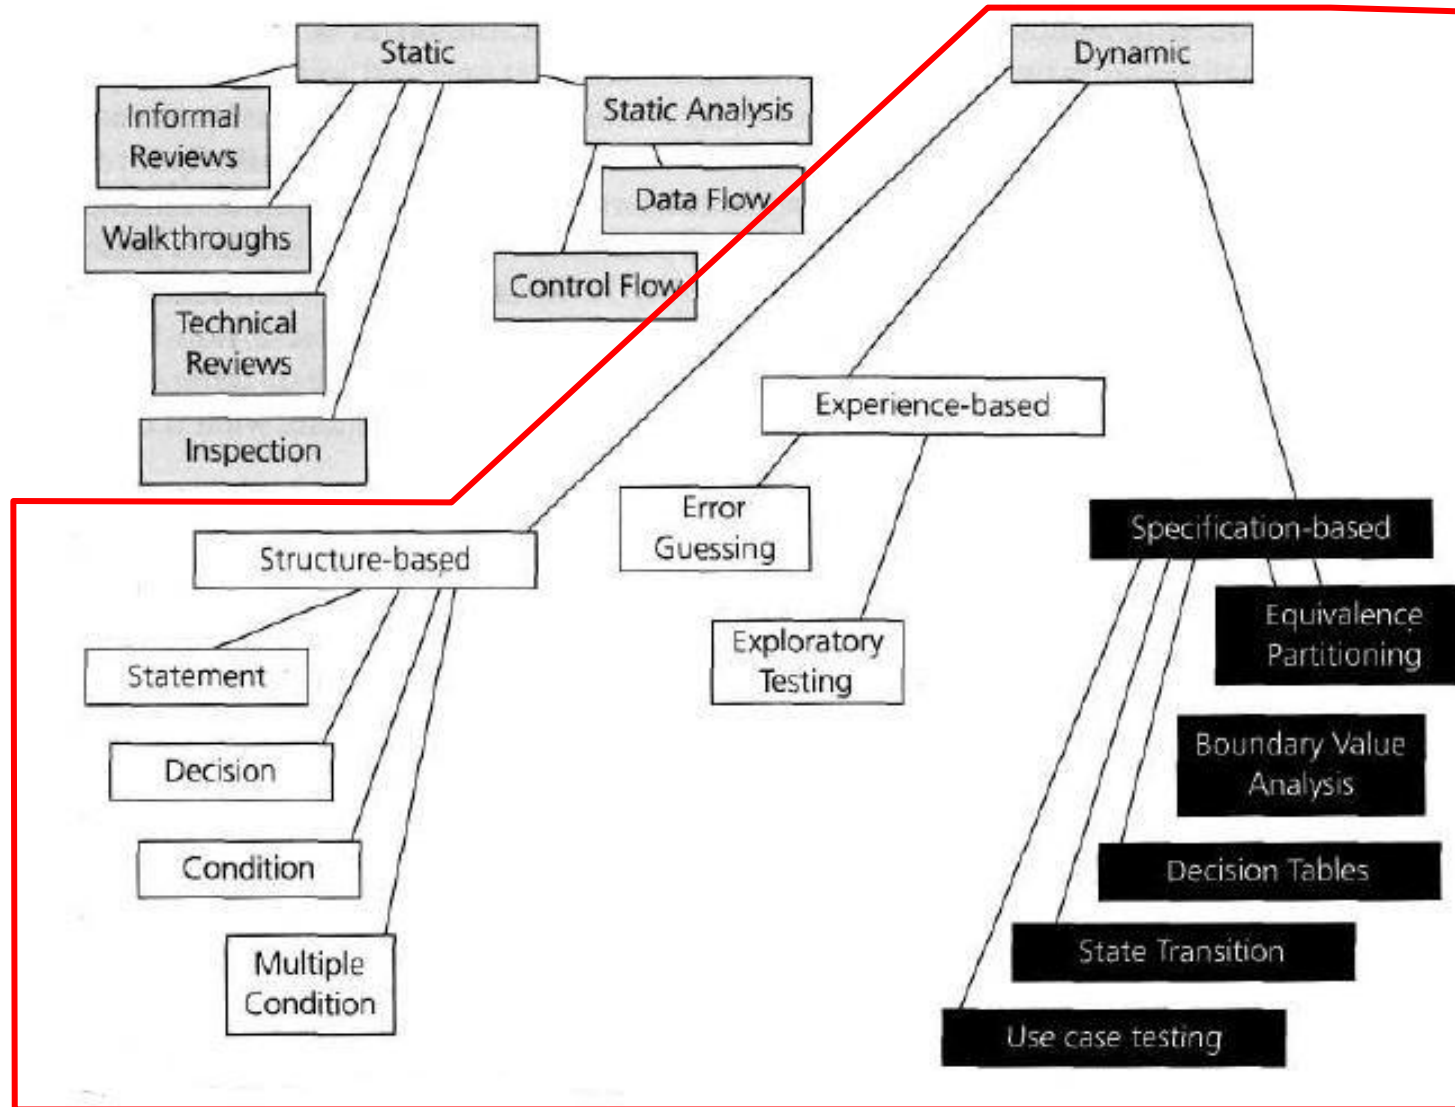 Static
Dynamic
Informal
Reviews
Static Analysis
Data Flow
Walkthroughs
Control Flow
Technical
Reviews
Inspection
Experience-based
Error
Guessing
Exploratory
Testing
Structure-based
Statement
Decision
Condition
Multiple
Condition
Specification-based
Equivalence
Partitioning
Boundary Value
Analysis
Decision Tables
State Transition
Use case testing